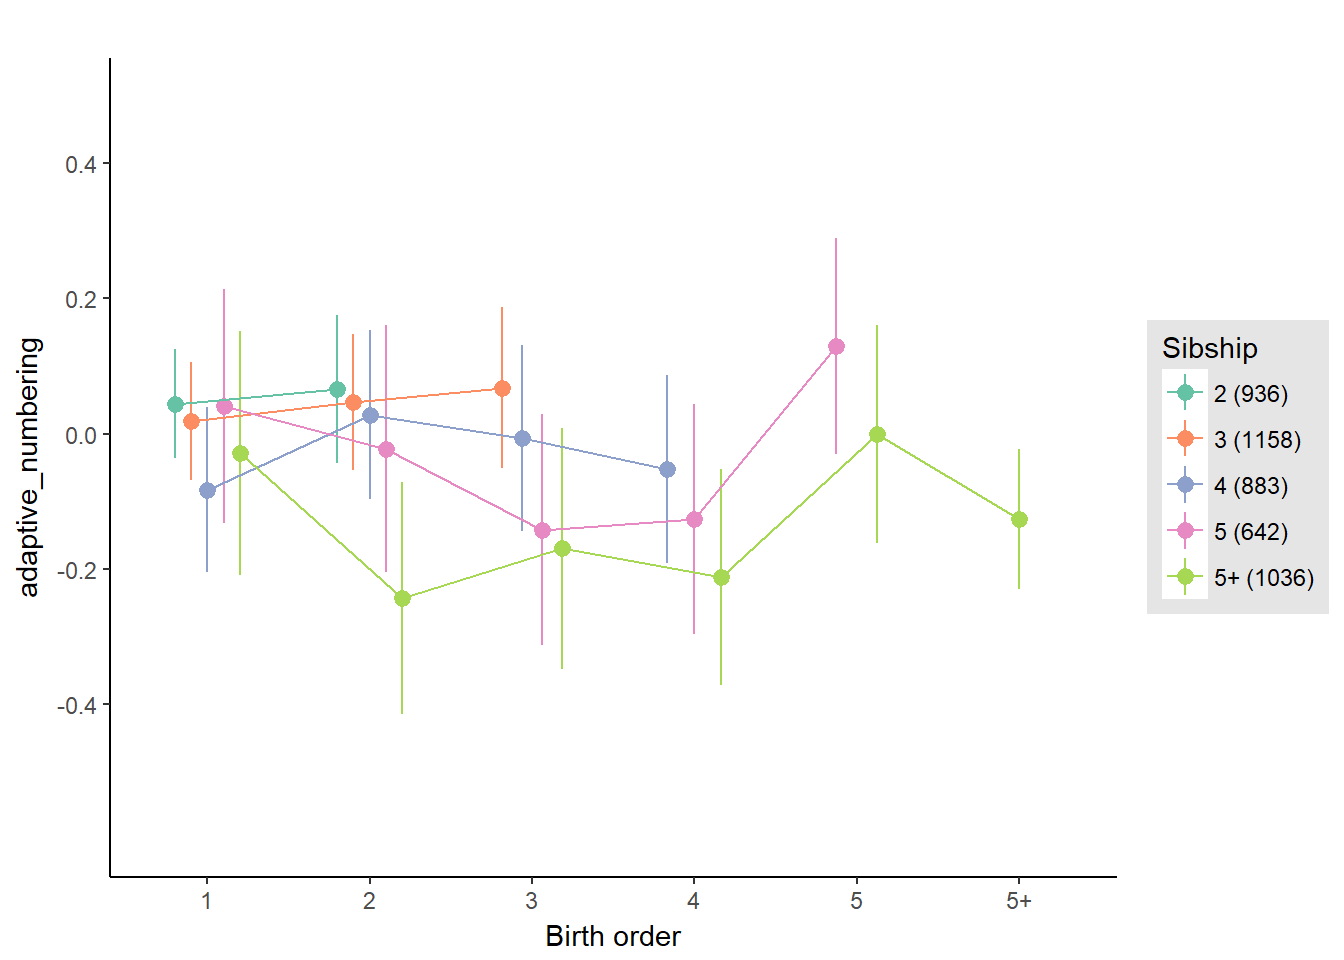 0.4
0.2
0.0
-0.2
-0.4
adaptive_numbering
1 2 3 4 5 5+
Birth order
Sibship
2 (936)
3 (1158)
4 (883)
5 (642)
5+ (1036)